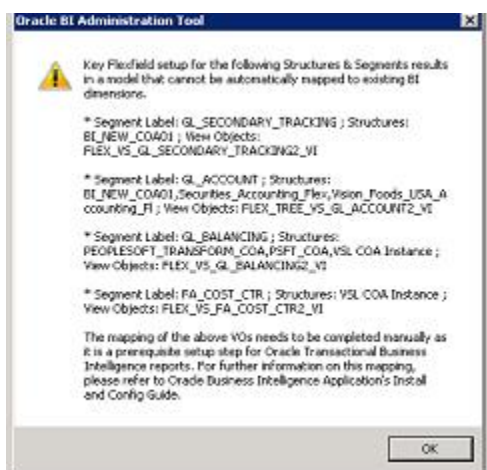 Oracle BI Administration Tool
Key Flexfield setup for the following Structures & Segments results
in a model that cannot be automatically mapped to existing BI
dimensions.
* Segment Label: GL_SECONDARY_TRACKING ; Structures:
BI_NEW_COA01 ; View Objects:
FLEX_VS_GL_SECONDARY_TRACKING2_VI
* Segment Label: GL_ACCOUNT ; Structures:
BI_NEW_COA01,Securities_Accounting_Flex,Vision_Foods_USA_A
ccounting_Fl ; View Objects: FLEX_TREE_VS_GL_ACCOUNT2_VI
* Segment Label: GL_BALANCING ; Structures:
PEOPLESOFT_TRANSFORM_COA,PSFT_COA,VSL COA Instance ;
View Objects: FLEX_VS_GL_BALANCING2_VI
* Segment Label: FA_COST_CTR ; Structures: VSL COA Instance ;
View Objects: FLEX_VS_FA_COST_CTR2_VI
The mapping of the above VOs needs to be completed manually as
it is a prerequisite setup step for Oracle Transactional Business
Intelligence reports. For further information on this mapping,
please refer to Oracle Business Intelligence Application's Install
and Config Guide.
OK